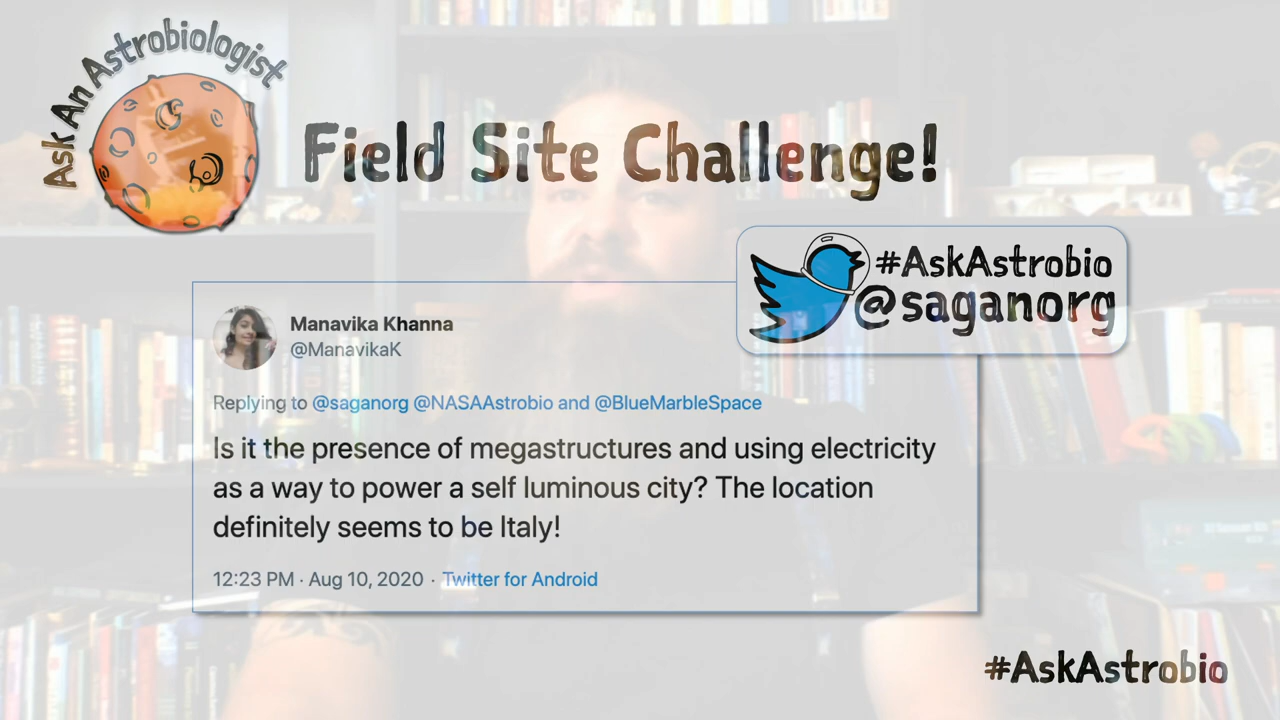 Ask An Astrobiologist
Field Site Challenge!
#AskAstrobio
@saganorg
Manavika Khanna
@ManavikaK
Replying to @saganorg @NASAAstrobio and @BlueMarbleSpace
Is it the presence of megastructures and using electricity
as a way to power a self luminous city? The location
definitely seems to be Italy!
12:23 PM · Aug 10, 2020 · Twitter for Android
#AskAstrobio